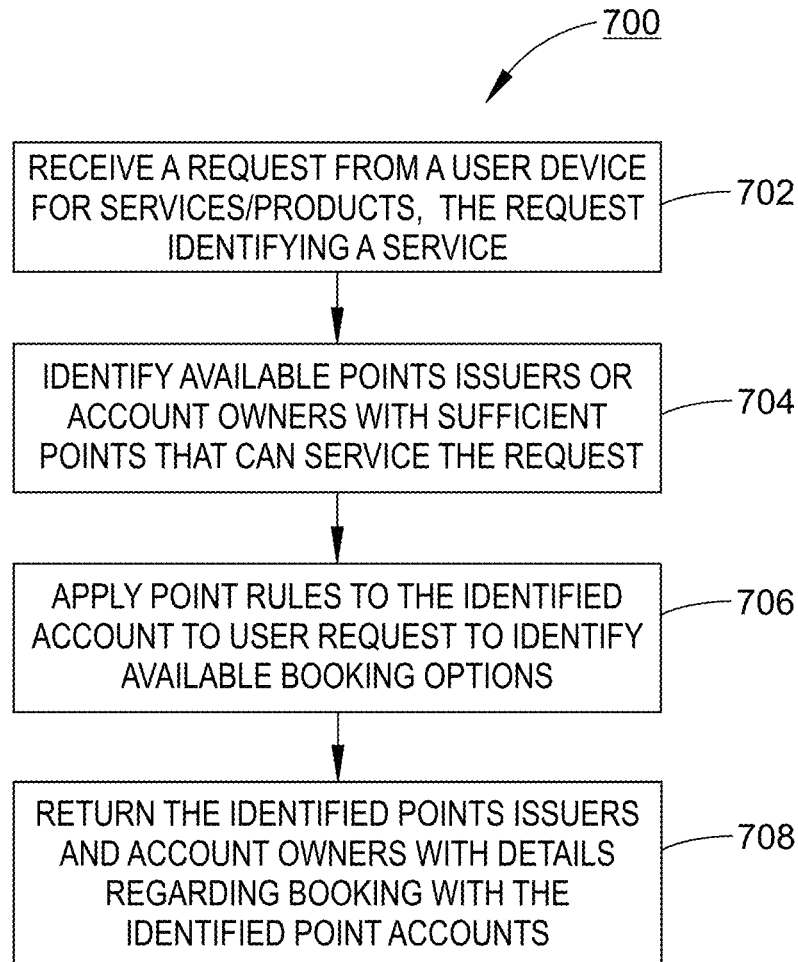 700
RECEIVE A REQUEST FROM A USER DEVICE
FOR SERVICES/PRODUCTS, THE REQUEST
IDENTIFYING A SERVICE
702
IDENTIFY AVAILABLE POINTS ISSUERS OR
ACCOUNT OWNERS WITH SUFFICIENT
POINTS THAT CAN SERVICE THE REQUEST
704
APPLY POINT RULES TO THE IDENTIFIED
ACCOUNT TO USER REQUEST TO IDENTIFY
AVAILABLE BOOKING OPTIONS
706
RETURN THE IDENTIFIED POINTS ISSUERS
AND ACCOUNT OWNERS WITH DETAILS
REGARDING BOOKING WITH THE
IDENTIFIED POINT ACCOUNTS
708